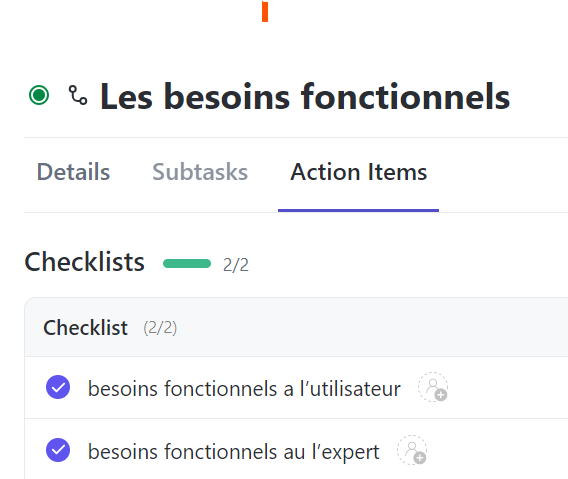 Les besoins fonctionnels
Details Subtasks Action Items
Checklists 2/2
Checklist (2/2)
besoins fonctionnels a l’utilisateur
besoins fonctionnels au l’expert